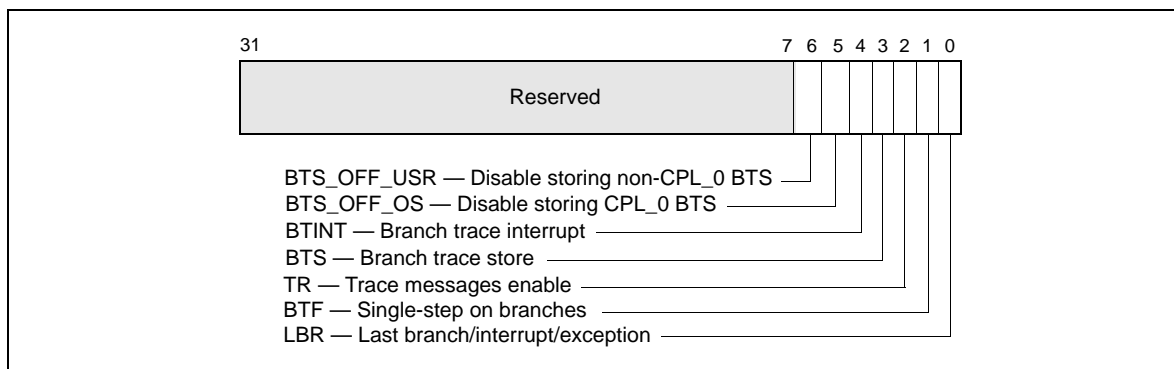 31 7 6 5 4 3 2 1 0
Reserved
BTS_OFF_USR — Disable storing non-CPL_0 BTS
BTS_OFF_OS — Disable storing CPL_0 BTS
BTINT — Branch trace interrupt
BTS — Branch trace store
TR — Trace messages enable
BTF — Single-step on branches
LBR — Last branch/interrupt/exception